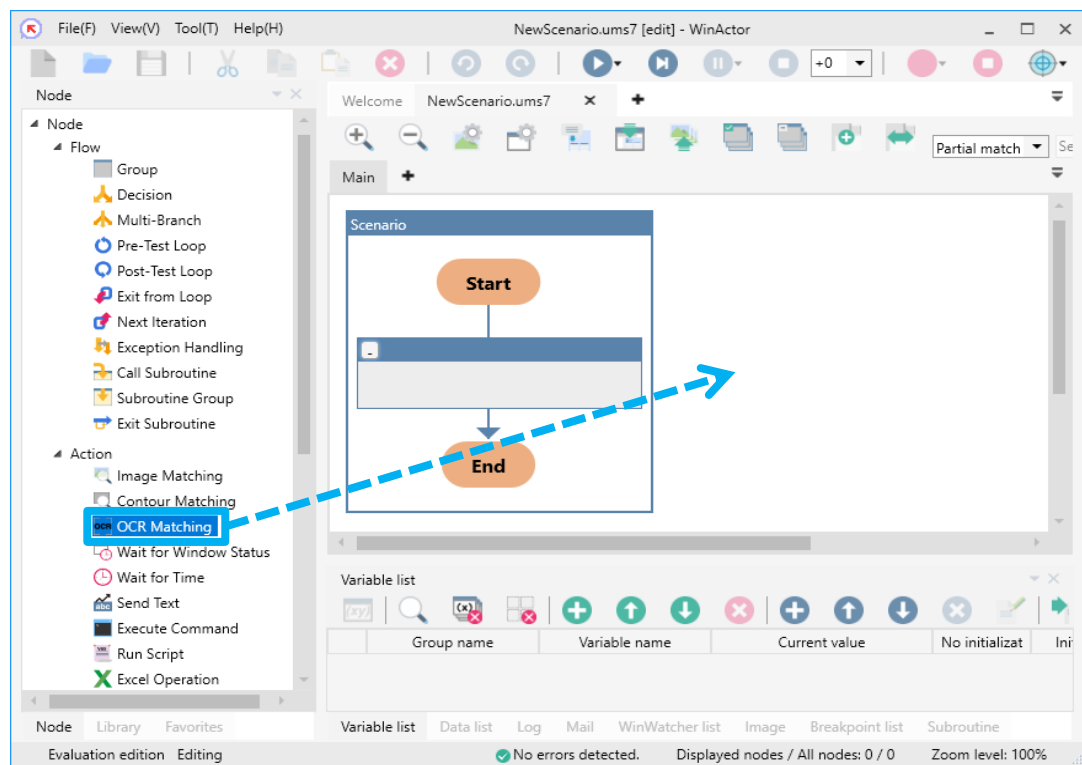 File(F) View(V) Tool(T) Help(H)
NewScenario.ums7 [edit] - WinActor
+0
Node
Welcome NewScenario.ums7
Node
Flow
Group
Decision
Multi-Branch
Pre-Test Loop
Post-Test Loop
Exit from Loop
Next Iteration
Exception Handling
Call Subroutine
Subroutine Group
Exit Subroutine
Action
Image Matching
Contour Matching
OCR OCR Matching
Wait for Window Status
Wait for Time
abc Send Text
Execute Command
Run Script
Excel Operation
Node Library Favorites
Partial match Se
Main
Scenario
Start
-
End
Variable list
(xy) (x)
Group name Variable name Current value No initializat Ini
Variable list Data list Log Mail WinWatcher list Image Breakpoint list Subroutine
Evaluation edition Editing No errors detected. Displayed nodes / All nodes: 0 / 0 Zoom level: 100%